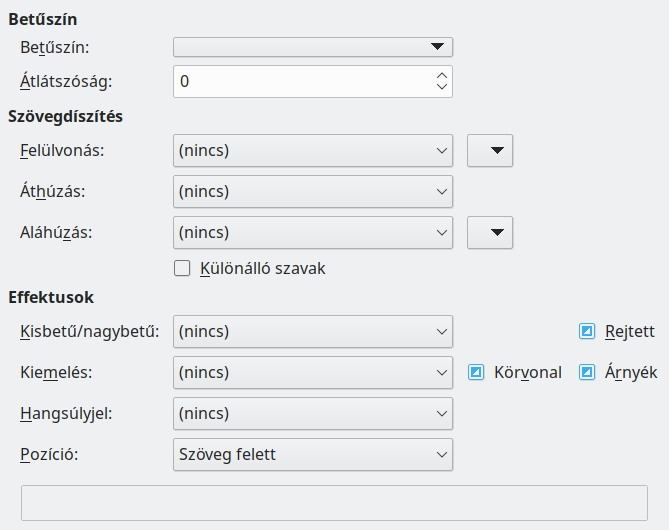 Betűszín
Betűszín:
Átlátszóság: 0
Szövegdíszítés
Felülvonás: (nincs)
Áthúzás: (nincs)
Aláhúzás: (nincs)
Különálló szavak
Effektusok
Kisbetű/nagybetű: (nincs) Rejtett
Kiemelés: (nincs) Körvonal Árnyék
Hangsúlyjel: (nincs)
Pozíció: Szöveg felett